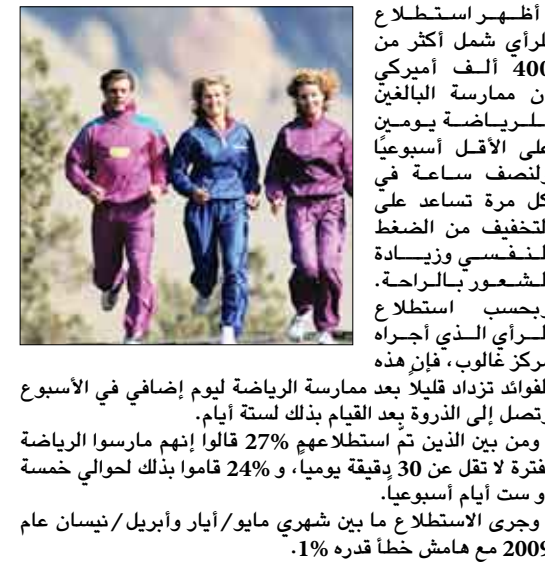 أظهر استطلاع
للرأي شمل أكثر من
400 ألف أميركي
أن ممارسة البالغين
للرياضة يومين
على الأقل أسبوعيًا
ولنصف ساعة في
كل مرة تساعد على
التخفيف من الضغط
النفسي وزيادة
الشعور بالراحة.
وبحسب استطلاع
الرأي الذي أجراه
مركز غالوب، فإن هذه
الفوائد تزداد قليلاً بعد ممارسة الرياضة ليوم إضافي في الأسبوع
وتصل إلى الذروة بعد القيام بذلك لستة أيام.
ومن بين الذين تمّ استطلاعهم 27% قالوا إنهم مارسوا الرياضة
لفترة لا تقل عن 30 دقيقة يومياً، و 24% قاموا بذلك لحوالي خمسة
أو ست أيام أسبوعيا.
وجرى الاستطلاع ما بين شهري مايو/أيار وأبريل/نيسان عام
2009 مع هامش خطأ قدره 1%.